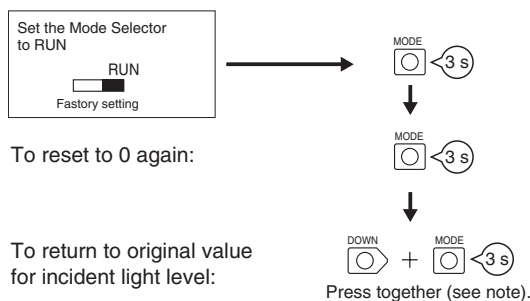 Set the Mode Selector
to RUN
RUN
Fastory setting
MODE
3 s
MODE
3 s
To reset to 0 again:
To return to original value
for incident light level:
DOWN
+
MODE
3 s
Press together (see note).